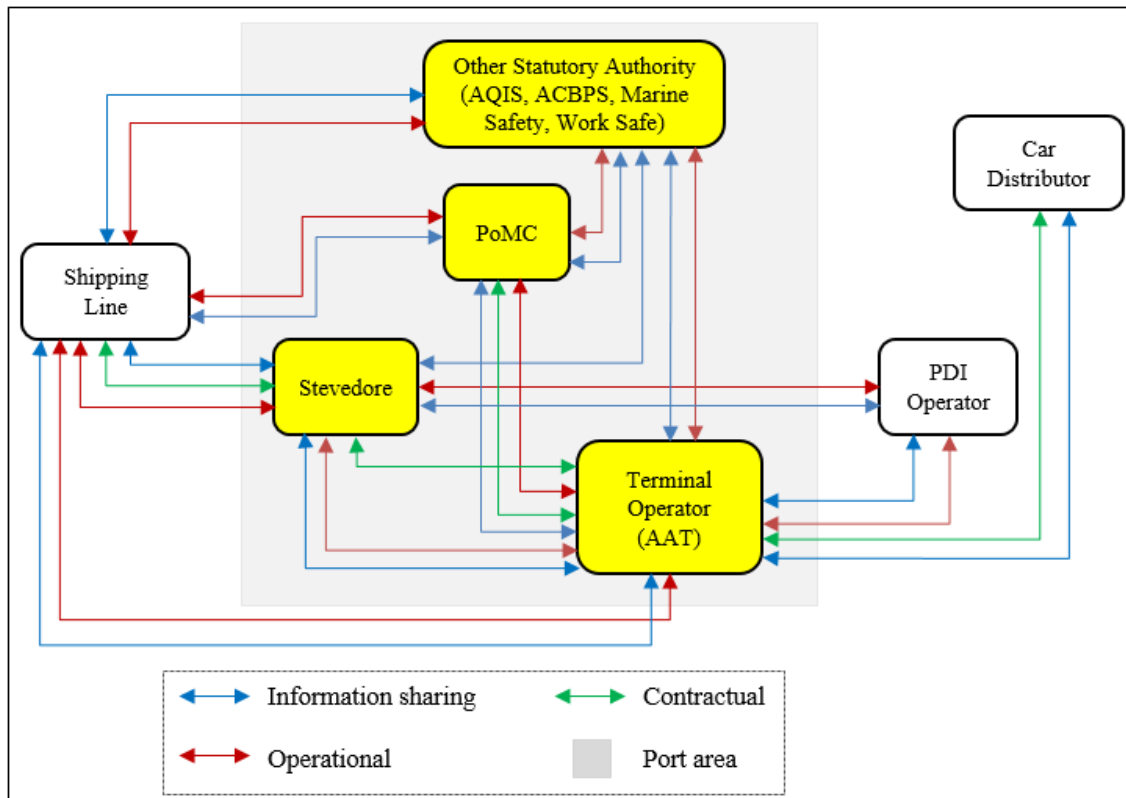 Other Statutory Authority
(AQIS, ACBPS, Marine
Safety, Work Safe)
Car
Distributor
PoMC
Shipping
Line
Stevedore
PDI
Operator
Terminal
Operator
(AAT)
Information sharing
Contractual
Operational
Port area